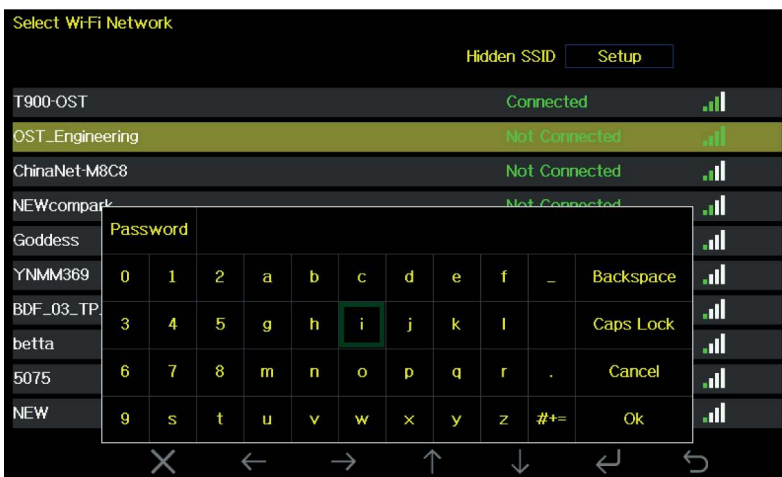 Select Wi-Fi Network
Hidden SSID Setup
T900-OST Connected
OST_Engineering Not Connected
ChinaNet-M8C8 Not Connected
NEWcompark Not Connected
Goddess
YNMM369
BDF_03_TP
betta
5075
NEW
Password
0 1 2 a b c d e f _ Backspace
3 4 5 g h i j k l Caps Lock
6 7 8 m n o p q r . Cancel
9 s t u v w x y z #+= Ok